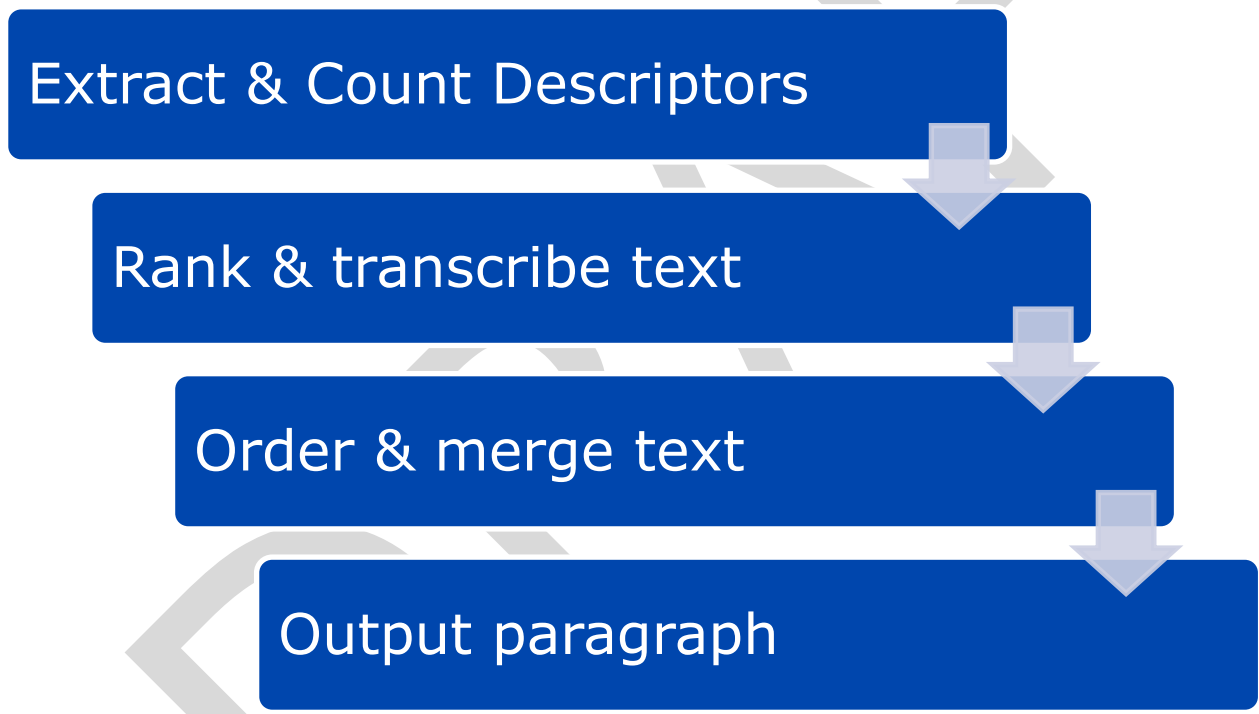 Extract & Count Descriptors
Rank & transcribe text
Order & merge text
Output paragraph